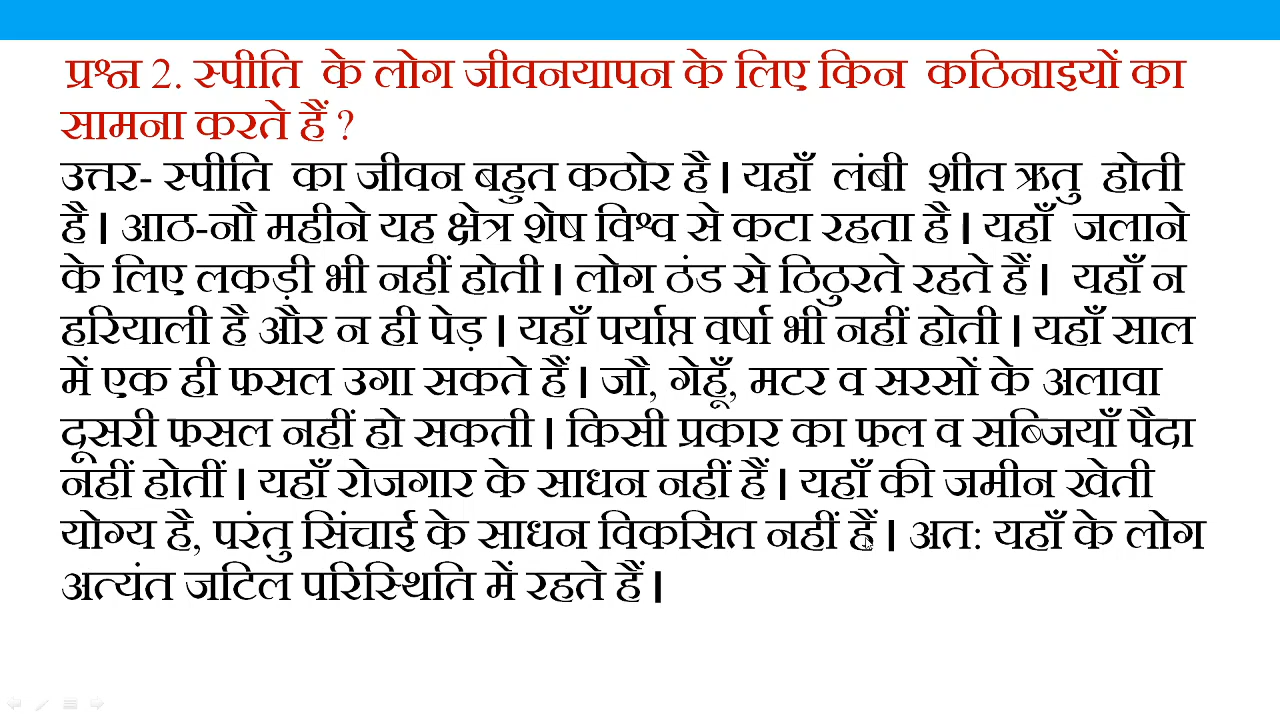 प्रश्न 2. स्पीति के लोग जीवनयापन के लिए किन कठिनाइयों का
सामना करते हैं ?
उत्तर- स्पीति का जीवन बहुत कठोर है । यहाँ लंबी शीत ऋतु होती
है । आठ-नौ महीने यह क्षेत्र शेष विश्व से कटा रहता है । यहाँ जलाने
के लिए लकड़ी भी नहीं होती । लोग ठंड से ठिठुरते रहते हैं । यहाँ न
हरियाली है और न ही पेड़ । यहाँ पर्याप्त वर्षा भी नहीं होती । यहाँ साल
में एक ही फसल उगा सकते हैं । जौ, गेहूँ, मटर व सरसों के अलावा
दूसरी फसल नहीं हो सकती । किसी प्रकार का फल व सब्जियाँ पैदा
नहीं होतीं । यहाँ रोजगार के साधन नहीं हैं । यहाँ की जमीन खेती
योग्य है, परंतु सिंचाई के साधन विकसित नहीं हैं । अत: यहाँ के लोग
अत्यंत जटिल परिस्थिति में रहते हैं ।